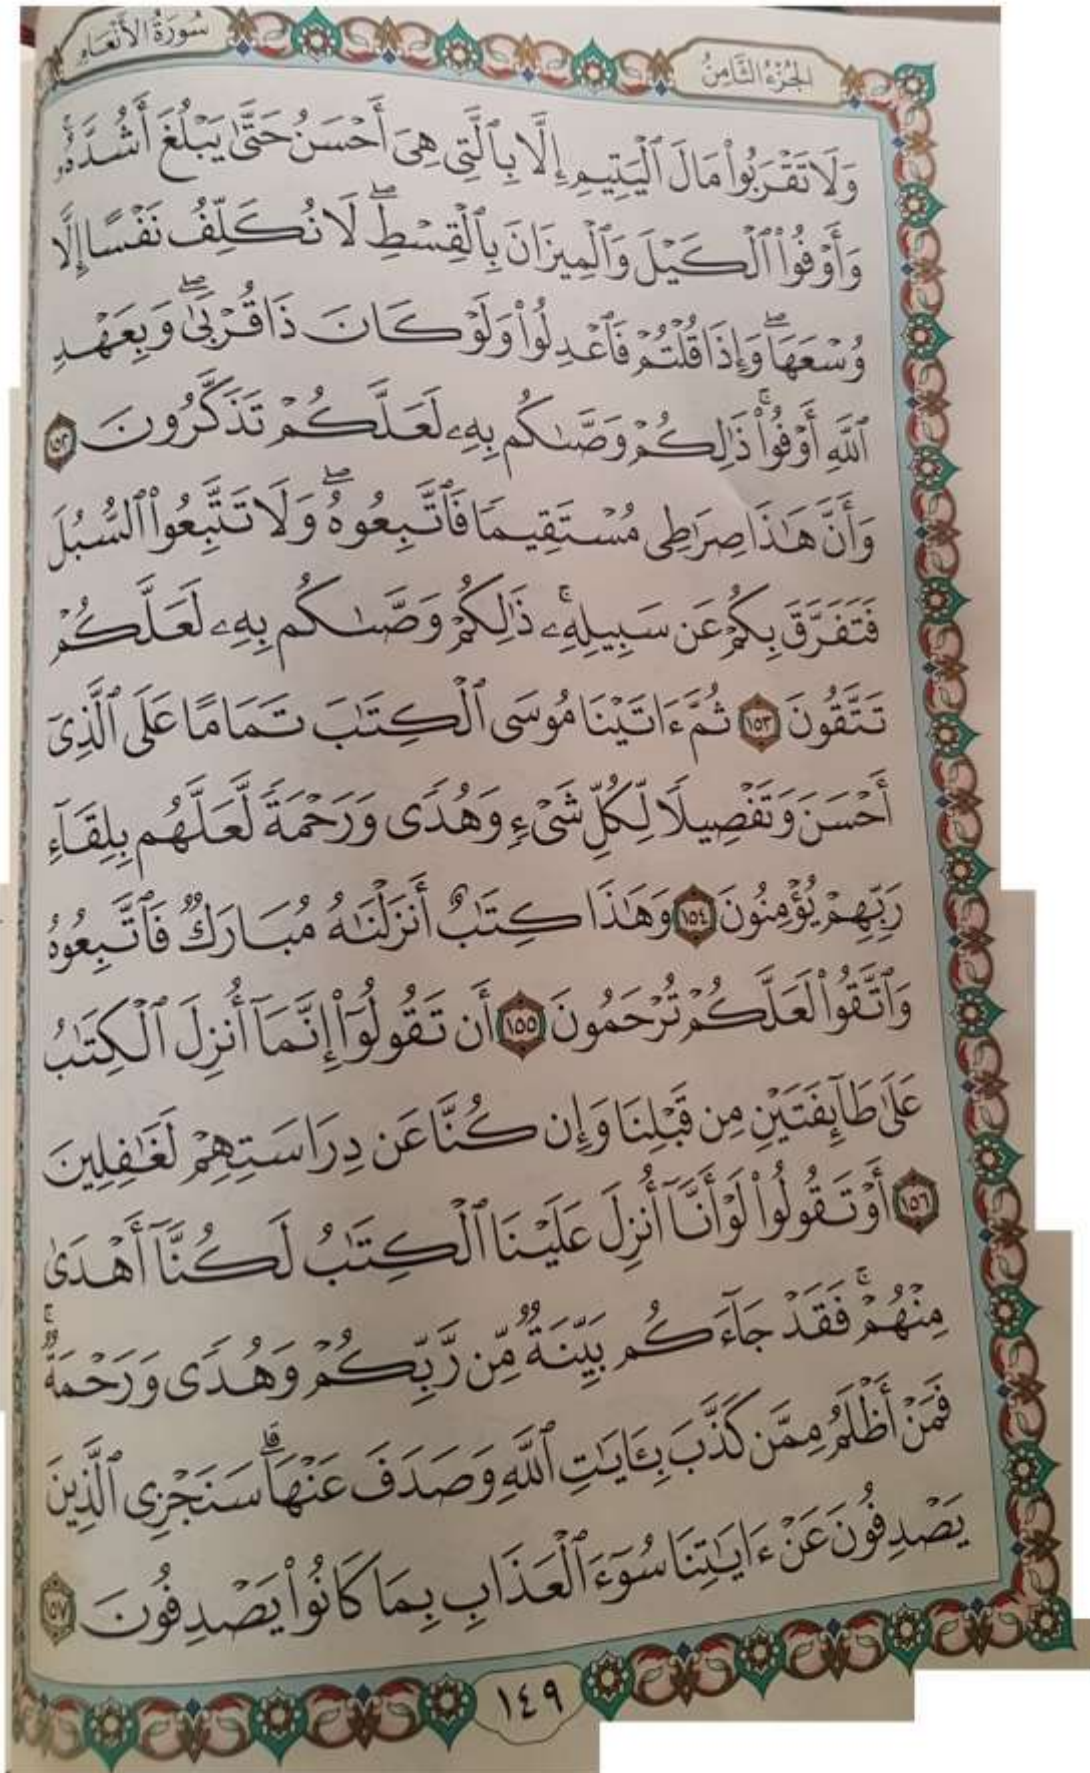 الجُزْءُ الثَّامِنُ
سُورَةُ الأَنْعَامِ
وَلَا تَقْرَبُواْ مَالَ ٱلْيَتِيمِ إِلَّا بِٱلَّتِى هِىَ أَحْسَنُ حَتَّىٰ يَبْلُغَ أَشُدَّهُۥۚ
وَأَوْفُواْ ٱلْكَيْلَ وَٱلْمِيزَانَ بِٱلْقِسْطِۖ لَا نُكَلِّفُ نَفْسًا إِلَّا
وُسْعَهَاۖ وَإِذَا قُلْتُمْ فَٱعْدِلُواْ وَلَوْ كَانَ ذَا قُرْبَىٰۖ وَبِعَهْدِ
ٱللَّهِ أَوْفُواْۚ ذَٰلِكُمْ وَصَّىٰكُم بِهِۦ لَعَلَّكُمْ تَذَكَّرُونَ ١٥٢
وَأَنَّ هَٰذَا صِرَٰطِى مُسْتَقِيمًا فَٱتَّبِعُوهُۖ وَلَا تَتَّبِعُواْ ٱلسُّبُلَ
فَتَفَرَّقَ بِكُمْ عَن سَبِيلِهِۦۚ ذَٰلِكُمْ وَصَّىٰكُم بِهِۦ لَعَلَّكُمْ
تَتَّقُونَ ١٥٣ ثُمَّ ءَاتَيْنَا مُوسَى ٱلْكِتَٰبَ تَمَامًا عَلَى ٱلَّذِىٓ
أَحْسَنَ وَتَفْصِيلًا لِّكُلِّ شَىْءٍ وَهُدًى وَرَحْمَةً لَّعَلَّهُم بِلِقَآءِ
رَبِّهِمْ يُؤْمِنُونَ ١٥٤ وَهَٰذَا كِتَٰبٌ أَنزَلْنَٰهُ مُبَارَكٌ فَٱتَّبِعُوهُ
وَٱتَّقُواْ لَعَلَّكُمْ تُرْحَمُونَ ١٥٥ أَن تَقُولُوٓاْ إِنَّمَآ أُنزِلَ ٱلْكِتَٰبُ
عَلَىٰ طَآئِفَتَيْنِ مِن قَبْلِنَا وَإِن كُنَّا عَن دِرَاسَتِهِمْ لَغَٰفِلِينَ
١٥٦ أَوْ تَقُولُواْ لَوْ أَنَّآ أُنزِلَ عَلَيْنَا ٱلْكِتَٰبُ لَكُنَّآ أَهْدَىٰ
مِنْهُمْۚ فَقَدْ جَآءَكُم بَيِّنَةٌ مِّن رَّبِّكُمْ وَهُدًى وَرَحْمَةٌۚ
فَمَنْ أَظْلَمُ مِمَّن كَذَّبَ بِـَٔايَٰتِ ٱللَّهِ وَصَدَفَ عَنْهَاۗ سَنَجْزِى ٱلَّذِينَ
يَصْدِفُونَ عَنْ ءَايَٰتِنَا سُوٓءَ ٱلْعَذَابِ بِمَا كَانُواْ يَصْدِفُونَ ١٥٧
١٤٩